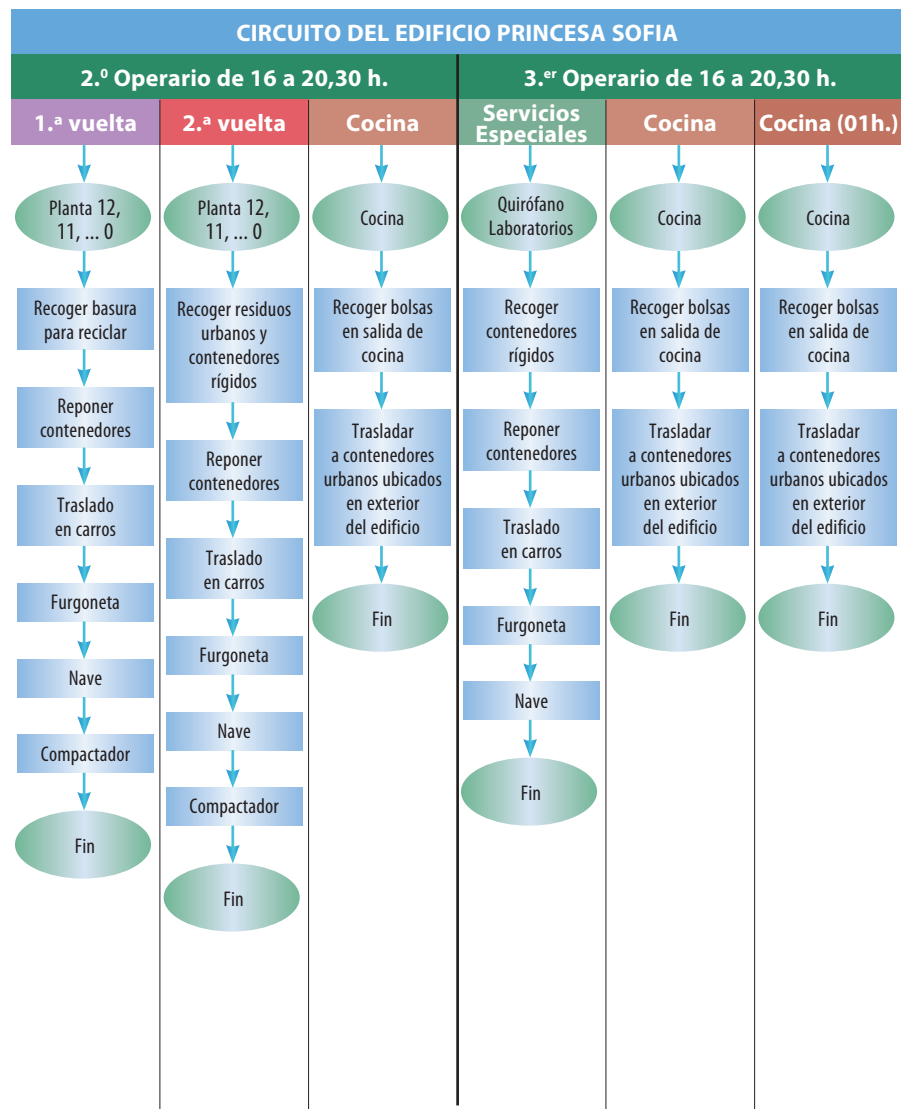 CIRCUITO DEL EDIFICIO PRINCESA SOFIA
2.º Operario de 16 a 20,30 h.
1.ª vuelta
Planta 12,
11, ... 0
Recoger basura
para reciclar
Reponer
contenedores
Traslado
en carros
Furgoneta
Nave
Compactador
Fin
2.ª vuelta
Planta 12,
11, ... 0
Recoger residuos
urbanos y
contenedores
rígidos
Reponer
contenedores
Traslado
en carros
Furgoneta
Nave
Compactador
Fin
Cocina
Cocina
Recoger bolsas
en salida de
cocina
Trasladar
a contenedores
urbanos ubicados
en exterior
del edificio
Fin
3.er Operario de 16 a 20,30 h.
Servicios
Especiales
Quirófano
Laboratorios
Recoger
contenedores
rígidos
Reponer
contenedores
Traslado
en carros
Furgoneta
Nave
Fin
Cocina
Cocina
Recoger bolsas
en salida de
cocina
Trasladar
a contenedores
urbanos ubicados
en exterior
del edificio
Fin
Cocina (01h.)
Cocina
Recoger bolsas
en salida de
cocina
Trasladar
a contenedores
urbanos ubicados
en exterior
del edificio
Fin